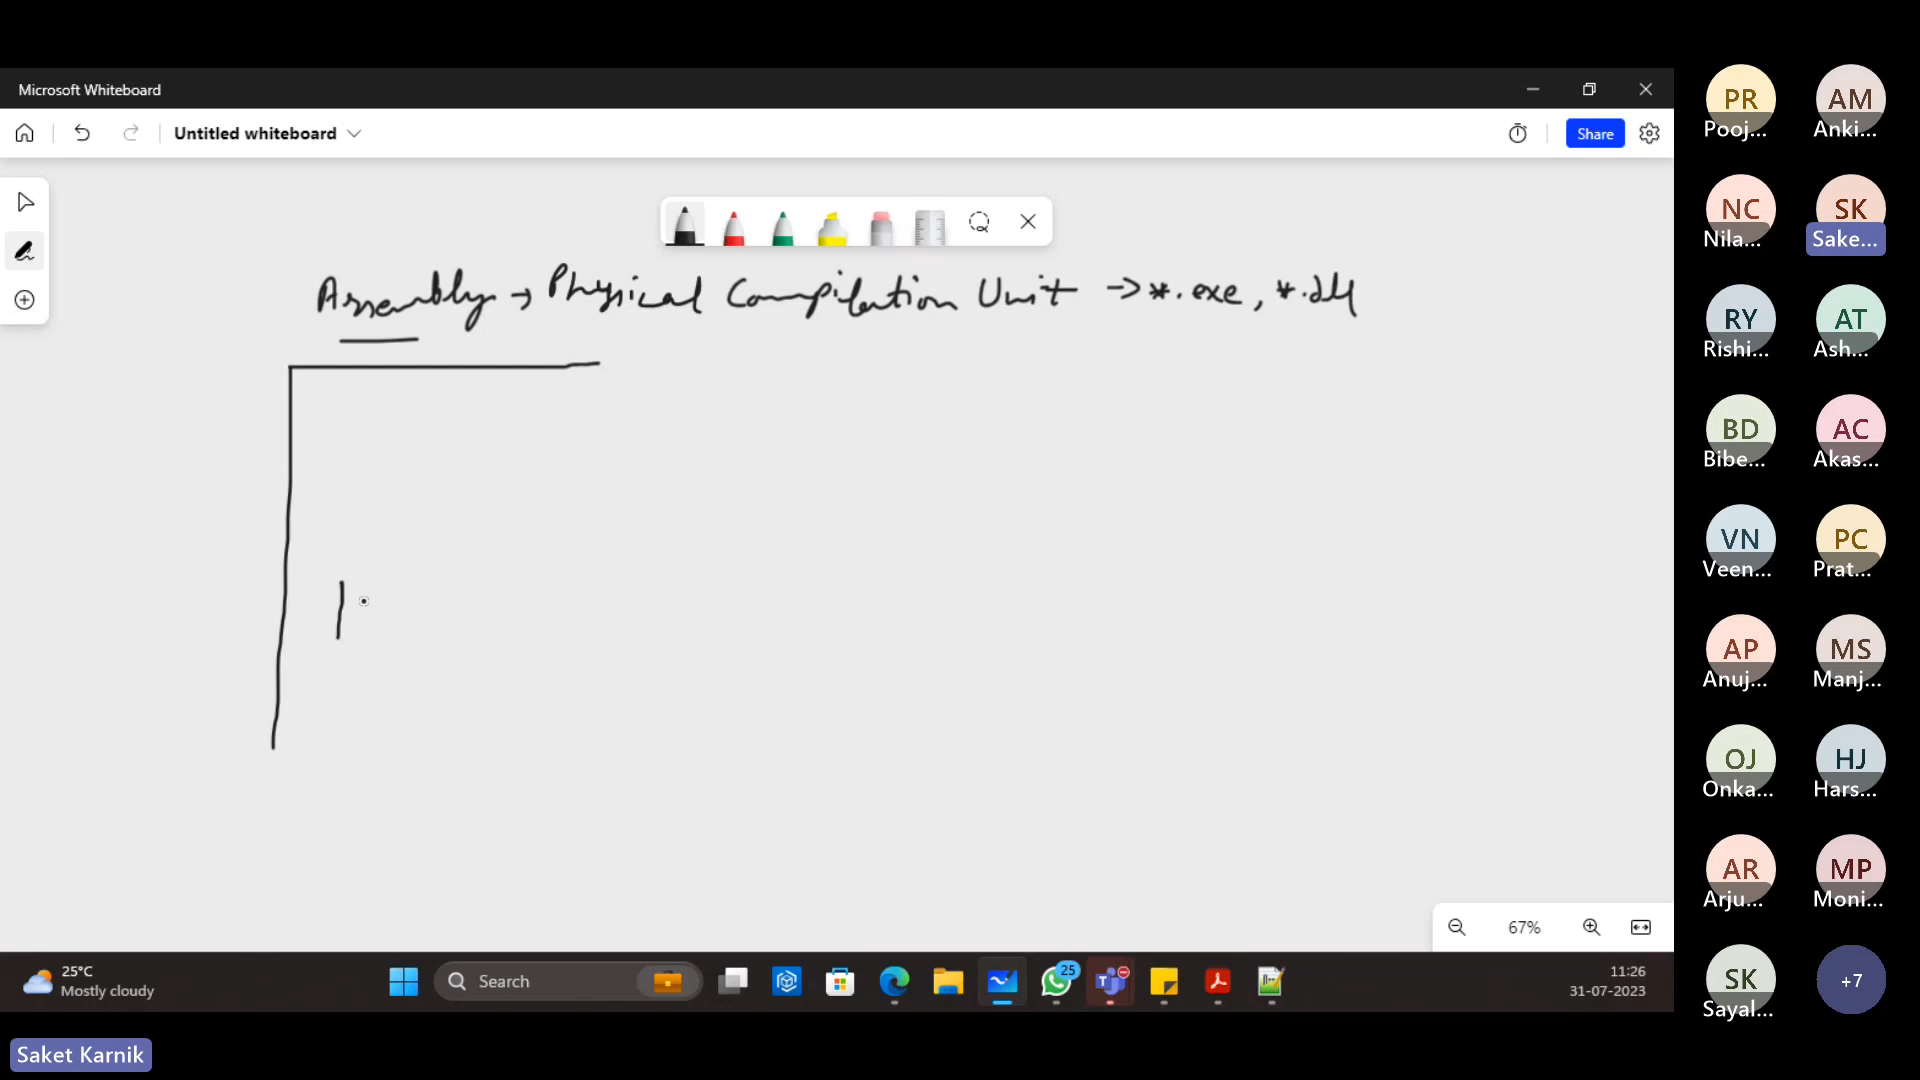 Microsoft Whiteboard
Untitled whiteboard
Share
Assembly → Physical Compilation Unit → *.exe, *.dll
67%
25°C
Mostly cloudy
Search
25
11:26
31-07-2023
Saket Karnik
PR
Pooj...
AM
Anki...
NC
Nila...
SK
Sake...
RY
Rishi...
AT
Ash...
BD
Bibe...
AC
Akas...
VN
Veen...
PC
Prat...
AP
Anuj...
MS
Manj...
OJ
Onka...
HJ
Hars...
AR
Arju...
MP
Moni...
SK
Sayal...
+7